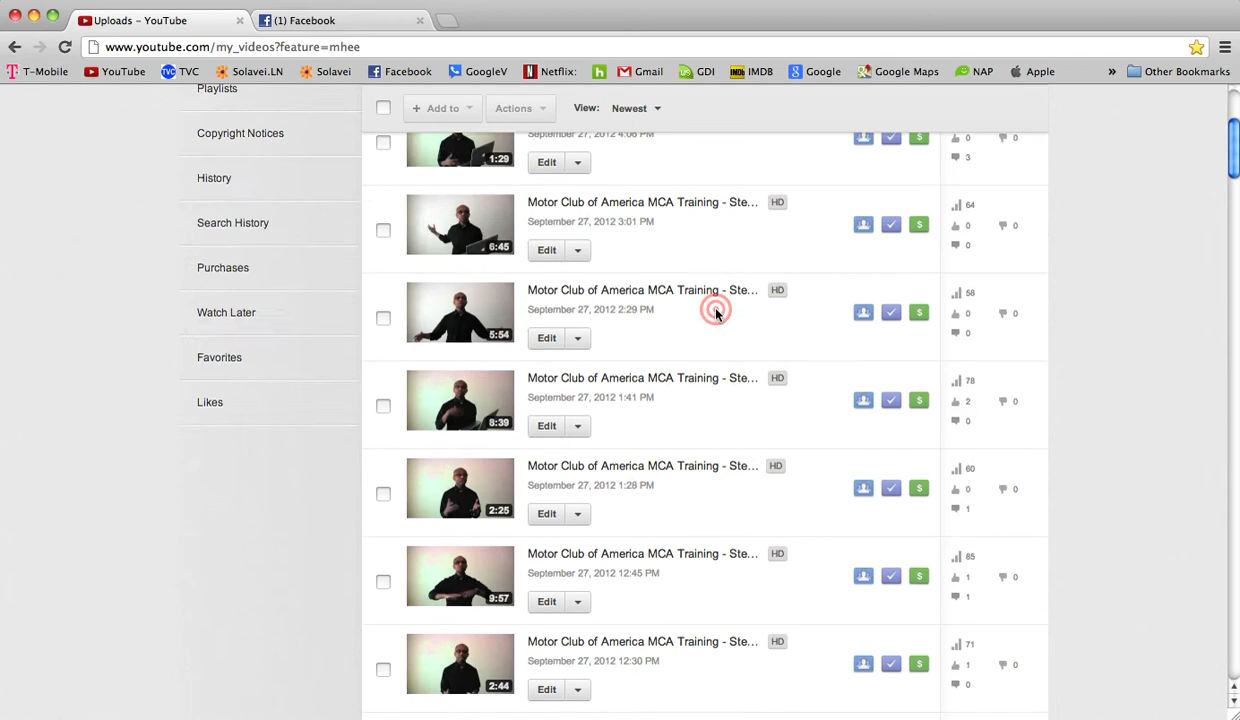 Uploads - YouTube
(1) Facebook
www.youtube.com/my_videos?feature=mhee
T-Mobile
YouTube
TVC
Solavei.LN
Solavei
Facebook
GoogleV
Netflix:
h
Gmail
GDI
IMDB
Google
Google Maps
NAP
Apple
»
Other Bookmarks
Playlists
Copyright Notices
History
Search History
Purchases
Watch Later
Favorites
Likes
+ Add to
Actions
View:
Newest
September 27, 2012 4:06 PM
1:29
Edit
0
0
3
Motor Club of America MCA Training - Ste...
HD
September 27, 2012 3:01 PM
6:45
Edit
64
0
0
0
Motor Club of America MCA Training - Ste...
HD
September 27, 2012 2:29 PM
5:54
Edit
58
0
0
0
Motor Club of America MCA Training - Ste...
HD
September 27, 2012 1:41 PM
Edit
78
2
0
0
Motor Club of America MCA Training - Ste...
HD
September 27, 2012 1:28 PM
2:25
Edit
60
0
0
1
Motor Club of America MCA Training - Ste...
HD
September 27, 2012 12:45 PM
9:57
Edit
85
1
0
1
Motor Club of America MCA Training - Ste...
HD
September 27, 2012 12:30 PM
2:44
Edit
71
1
0
0